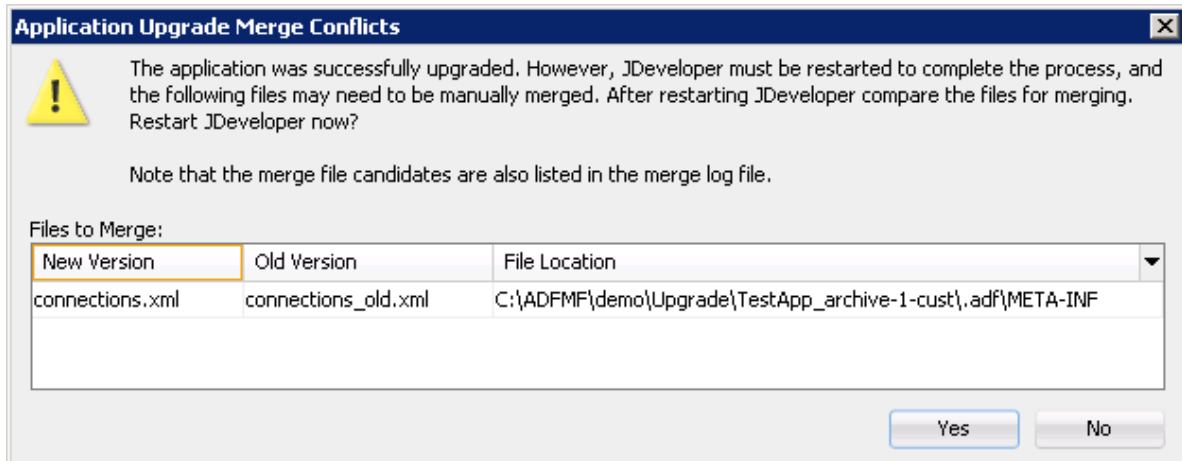 Application Upgrade Merge Conflicts
The application was successfully upgraded. However, JDeveloper must be restarted to complete the process, and
the following files may need to be manually merged. After restarting JDeveloper compare the files for merging.
Restart JDeveloper now?
Note that the merge file candidates are also listed in the merge log file.
Files to Merge:
New Version Old Version File Location
connections.xml connections_old.xml C:\ADFMF\demo\Upgrade\TestApp_archive-1-cust\.adf\META-INF
Yes No